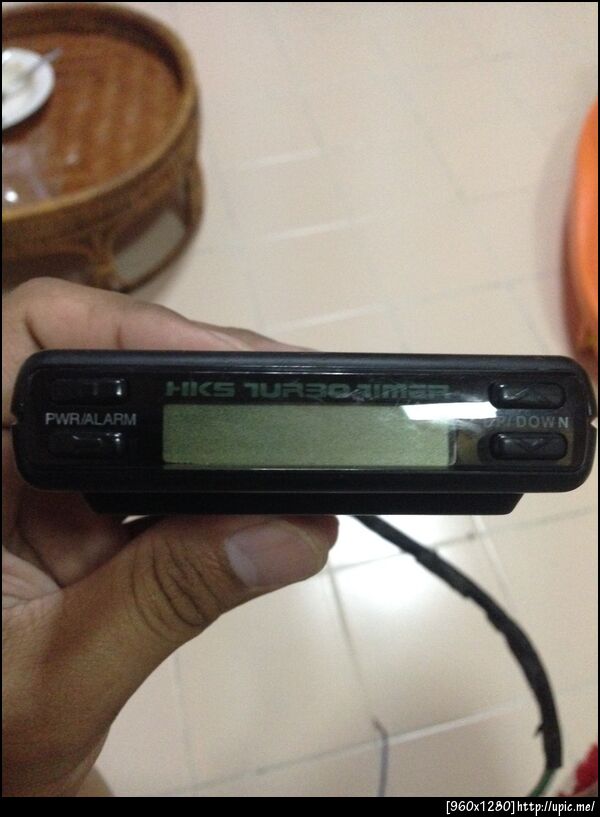 HKS TURBO TIMER
PWR/ALARM
UP/DOWN
[960x1280]http://upic.me/